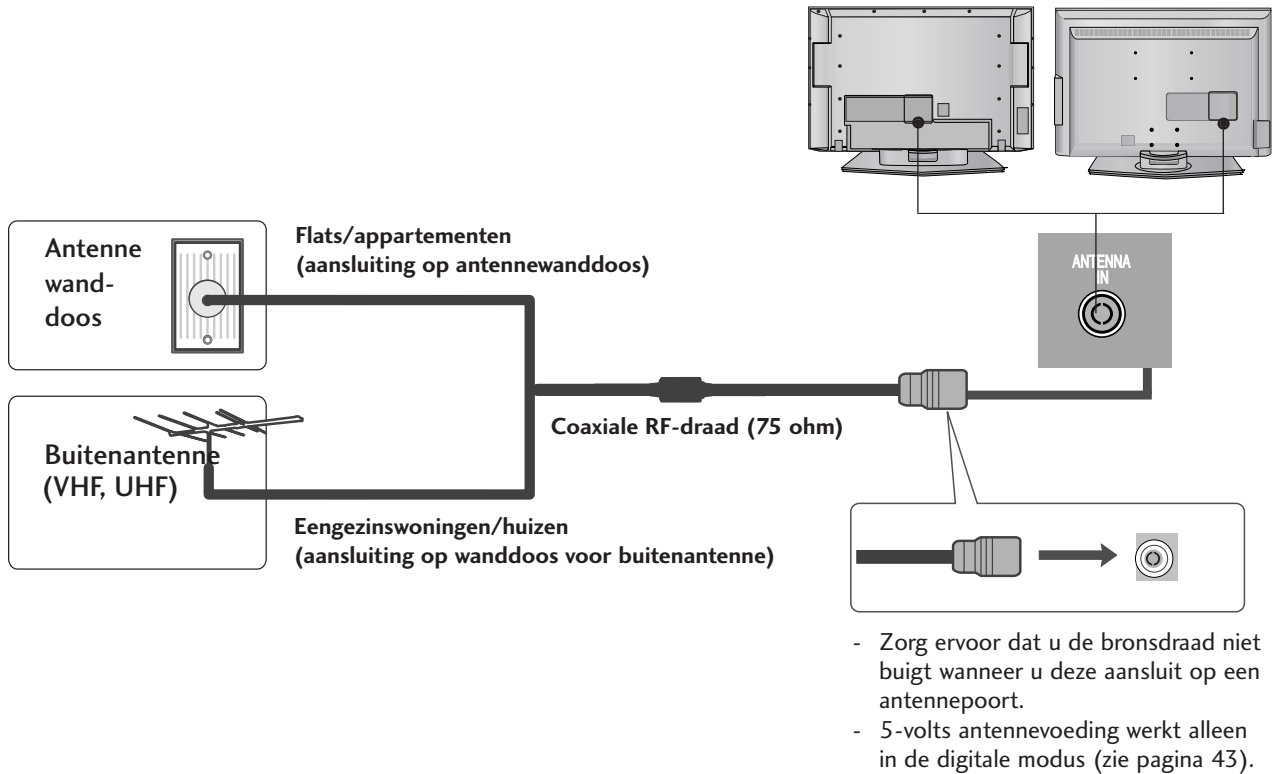 Antenne
wand-
doos
Flats/appartementen
(aansluiting op antennewanddoos)
ANTENNA
IN
Coaxiale RF-draad (75 ohm)
Buitenantenne
(VHF, UHF)
Eengezinswoningen/huizen
(aansluiting op wanddoos voor buitenantenne)
- Zorg ervoor dat u de bronsdraad niet
buigt wanneer u deze aansluit op een
antennepoort.
- 5-volts antennevoeding werkt alleen
in de digitale modus (zie pagina 43).